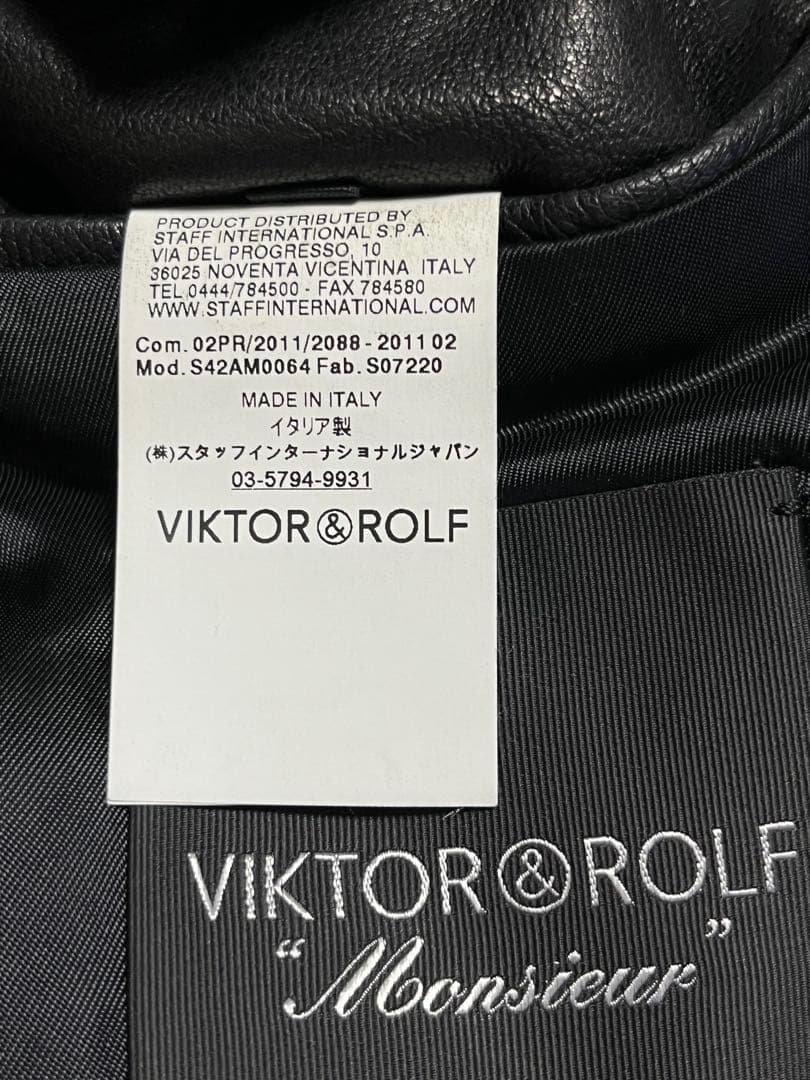 PRODUCT DISTRIBUTED BY
STAFF INTERNATIONAL S.P.A.
VIA DEL PROGRESSO, 10
36025 NOVENTA VICENTINA ITALY
TEL 0444/784500 - FAX 784580
WWW.STAFFINTERNATIONAL.COM
Com. 02PR/2011/2088 - 2011 02
Mod. S42AM0064 Fab. S07220
MADE IN ITALY
イタリア製
(株)スタッフインターナショナルジャパン
03-5794-9931
VIKTOR&ROLF
VIKTOR&ROLF
“Monsieur”